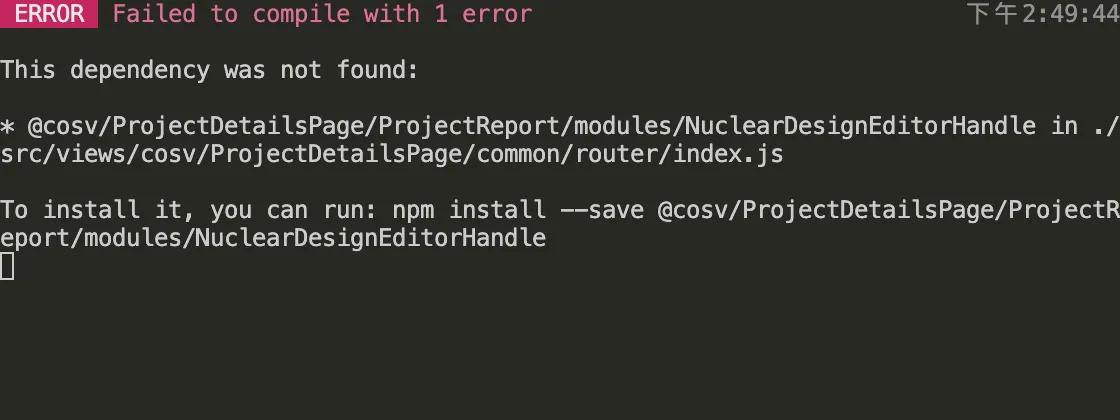 ERROR Failed to compile with 1 error 下午2:49:44
This dependency was not found:
* @cosv/ProjectDetailsPage/ProjectReport/modules/NuclearDesignEditorHandle in ./
src/views/cosv/ProjectDetailsPage/common/router/index.js
To install it, you can run: npm install --save @cosv/ProjectDetailsPage/ProjectR
eport/modules/NuclearDesignEditorHandle